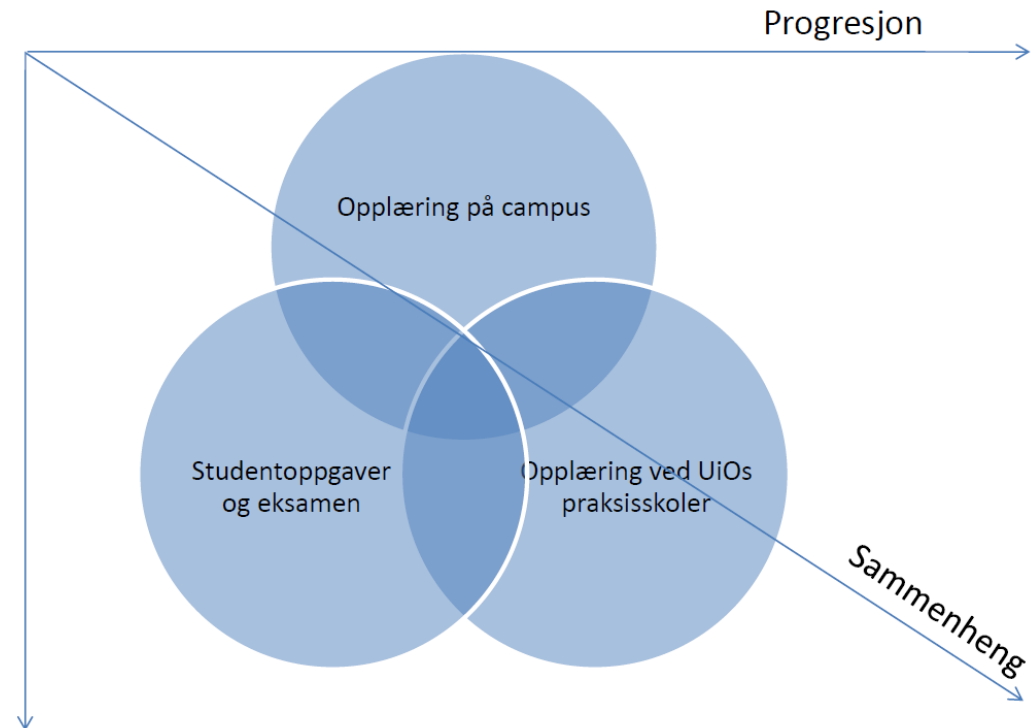 Progresjon
Opplæring på campus
Studentoppgaver
og eksamen
Opplæring ved UiOs
praksisskoler
Sammenheng